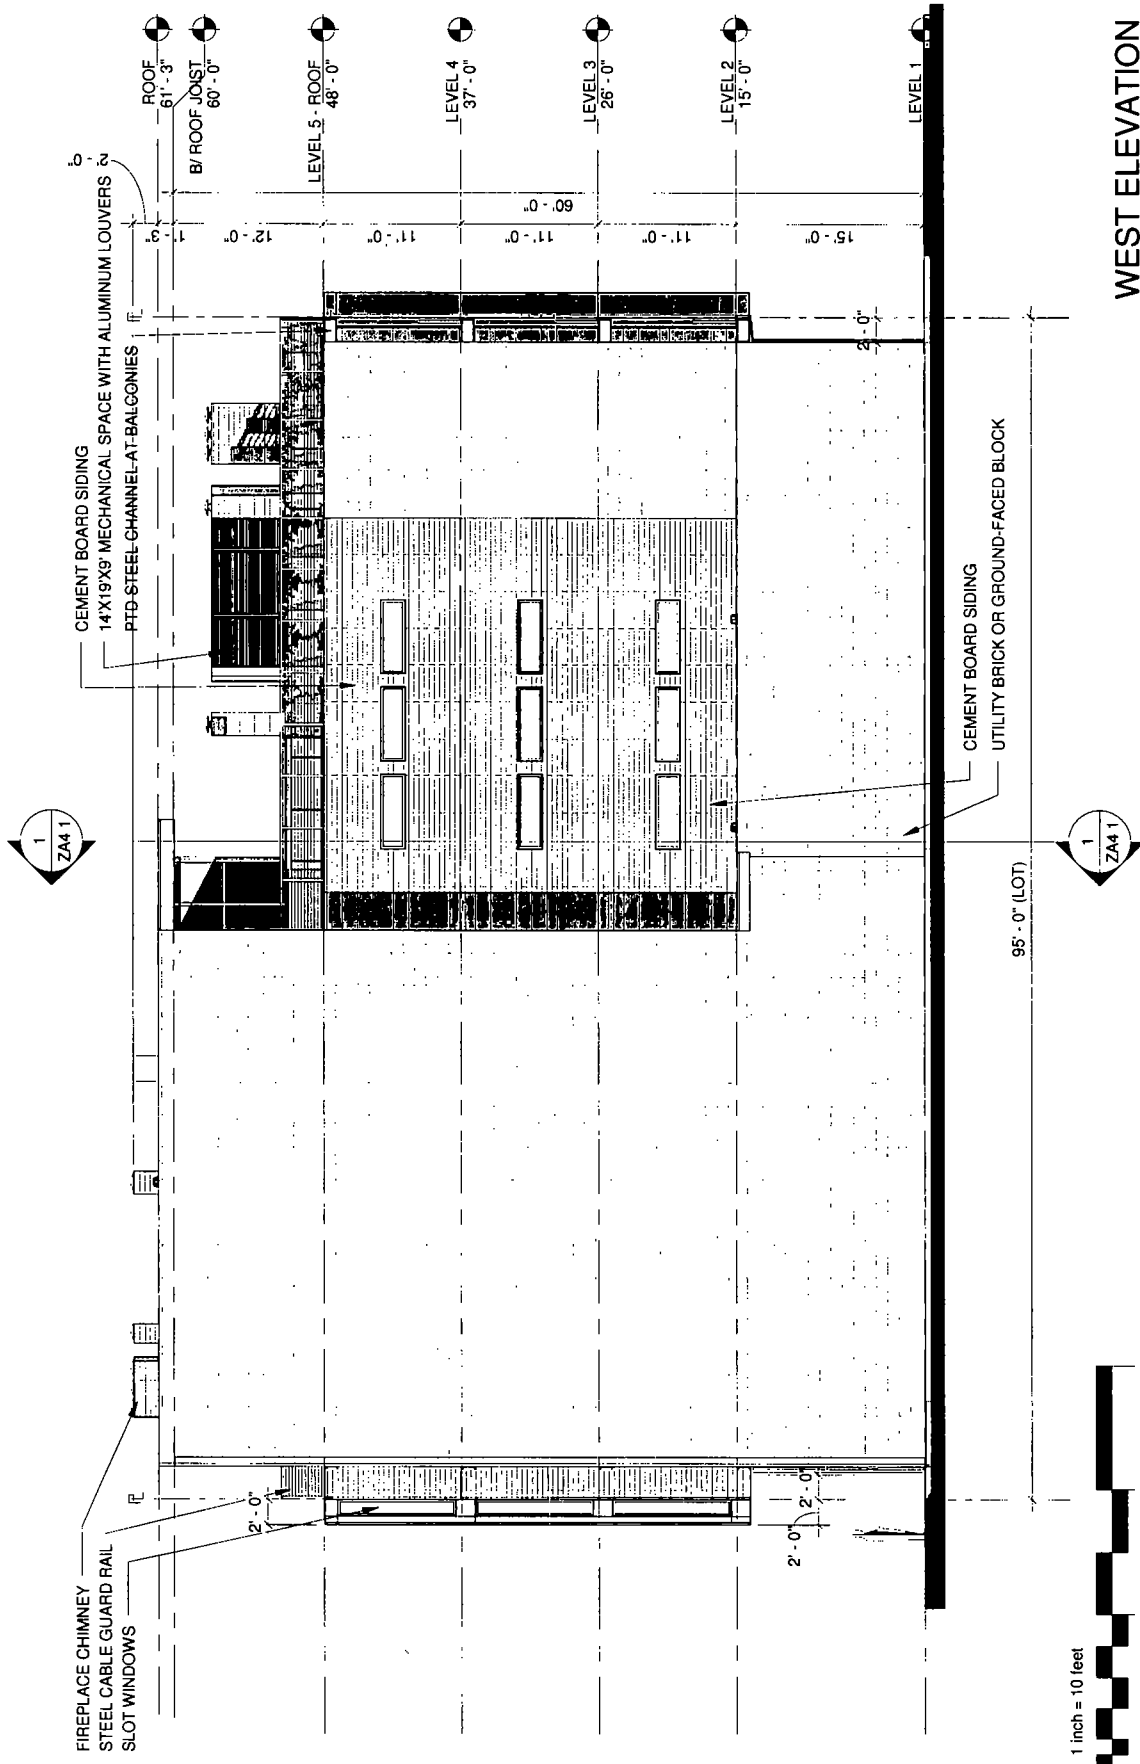 FIREPLACE CHIMNEY
STEEL CABLE GUARD RAIL
SLOT WINDOWS
CEMENT BOARD SIDING
14'X19'X9' MECHANICAL SPACE WITH ALUMINUM LOUVERS
PTD STEEL CHANNEL AT BALCONIES
1
ZA4 1
ROOF
61' - 3"
B/ ROOF JOIST
60' - 0"
LEVEL 5 - ROOF
48' - 0"
LEVEL 4
37' - 0"
LEVEL 3
26' - 0"
LEVEL 2
15' - 0"
LEVEL 1
2' - 0"
1' - 3"
12' - 0"
11' - 0"
11' - 0"
11' - 0"
15' - 0"
60' - 0"
PL
PL
2' - 0"
2' - 0"
2' - 0"
2' - 0"
CEMENT BOARD SIDING
UTILITY BRICK OR GROUND-FACED BLOCK
95' - 0" (LOT)
1
ZA4 1
1 inch = 10 feet
WEST ELEVATION